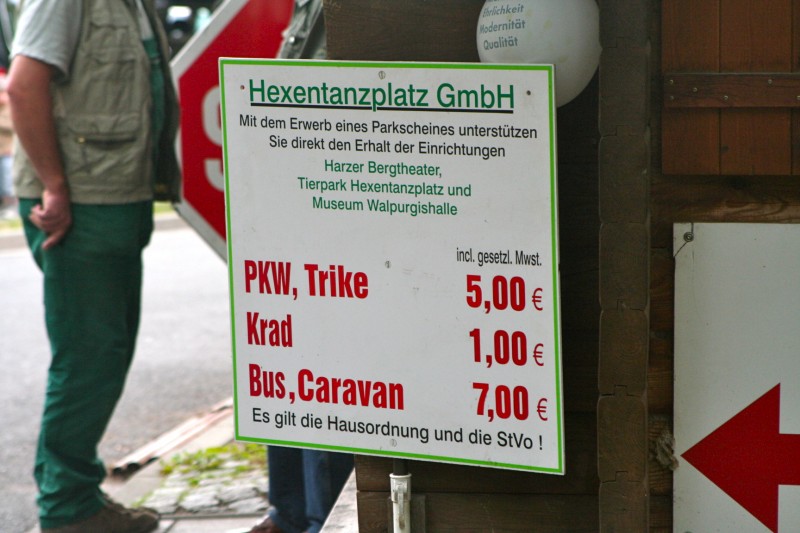 Ehrlichkeit
Modernität
Qualität
Hexentanzplatz GmbH
Mit dem Erwerb eines Parkscheines unterstützen
Sie direkt den Erhalt der Einrichtungen
Harzer Bergtheater,
Tierpark Hexentanzplatz und
Museum Walpurgishalle
incl. gesetzl. Mwst.
PKW, Trike 5,00 €
Krad 1,00 €
Bus,Caravan 7,00 €
Es gilt die Hausordnung und die StVo !